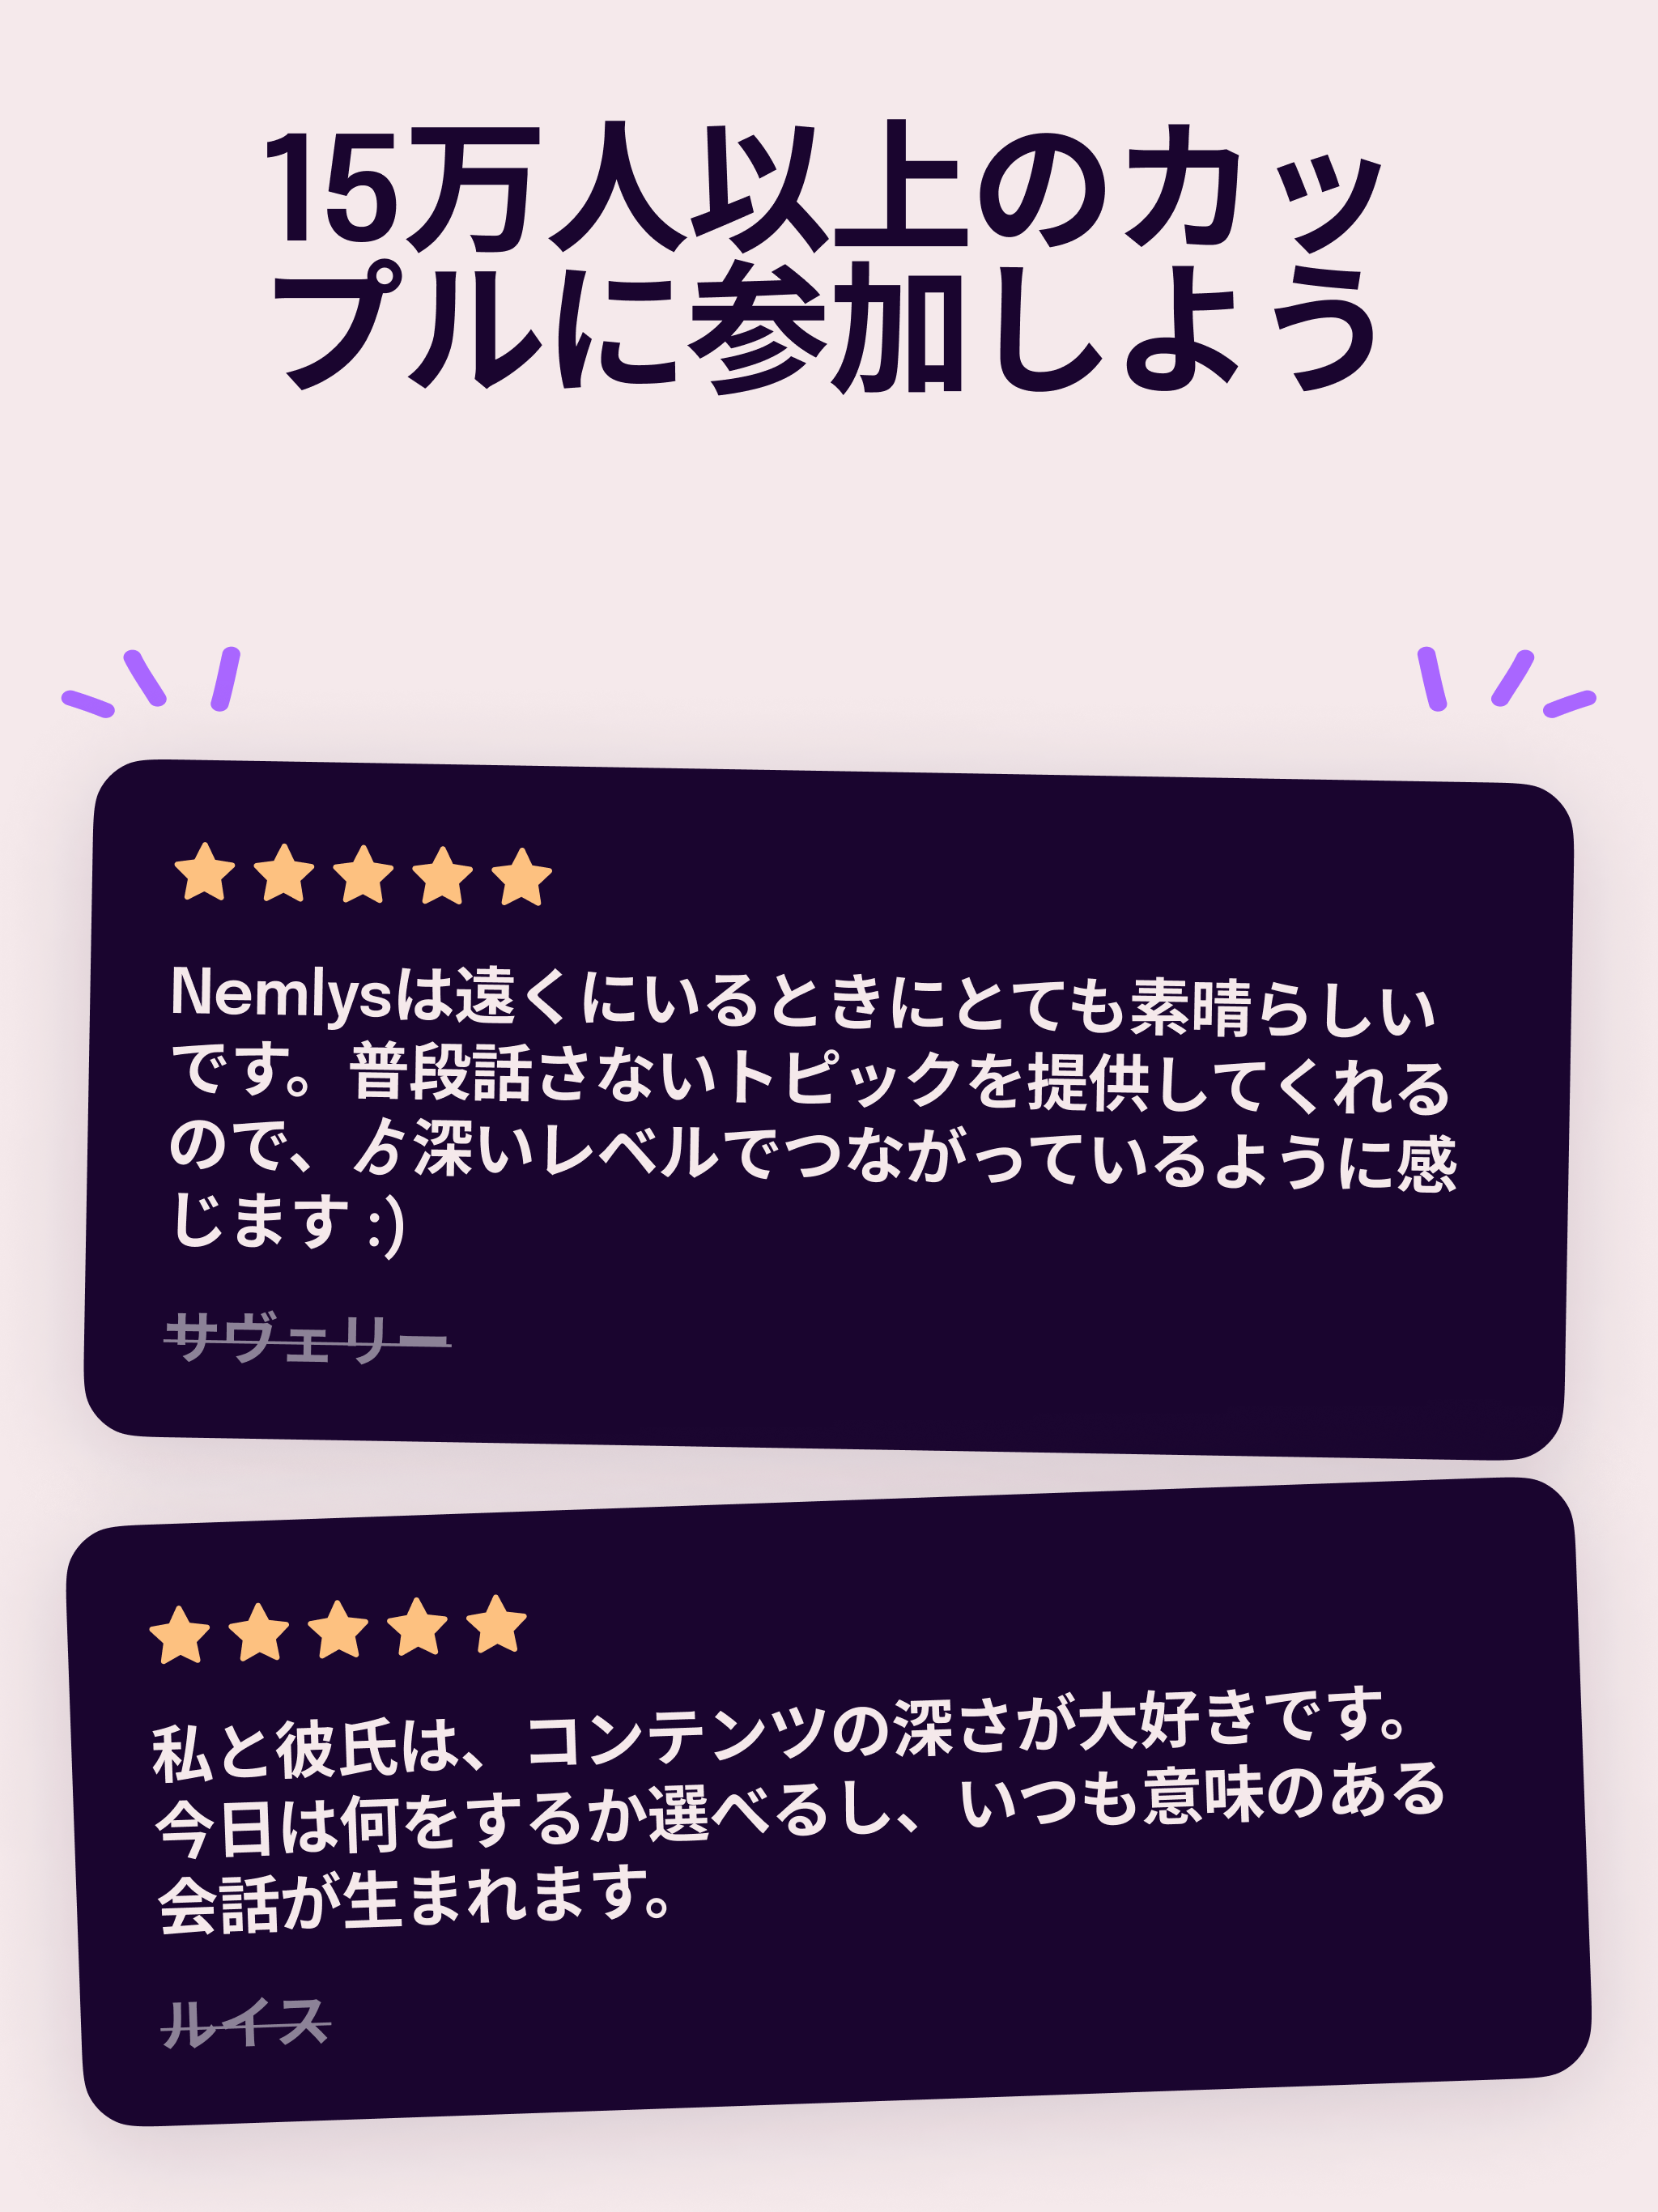 15万人以上のカッ
プルに参加しよう
Nemlysは遠くにいるときにとても素晴らしい
です。普段話さないトピックを提供してくれる
ので、ゟ深いレベルでつながっているように感
じます :)
サヴェリー
私と彼氏は、コンテンツの深さが大好きです。
今日は何をするか選べるし、いつも意味のある
会話が生まれます。
ルイス